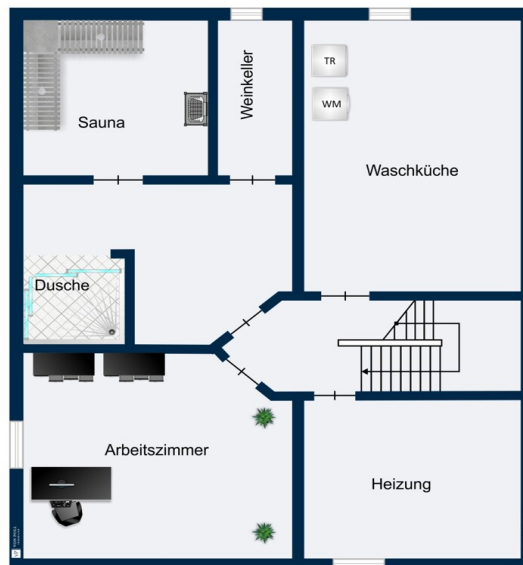 TR
WM
Weinkeller
Sauna
Waschküche
Dusche
Arbeitszimmer
Heizung